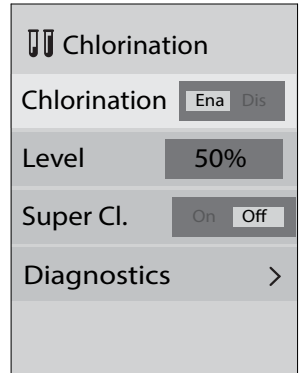 Chlorination
Chlorination Ena Dis
Level 50%
Super Cl. On Off
Diagnostics >